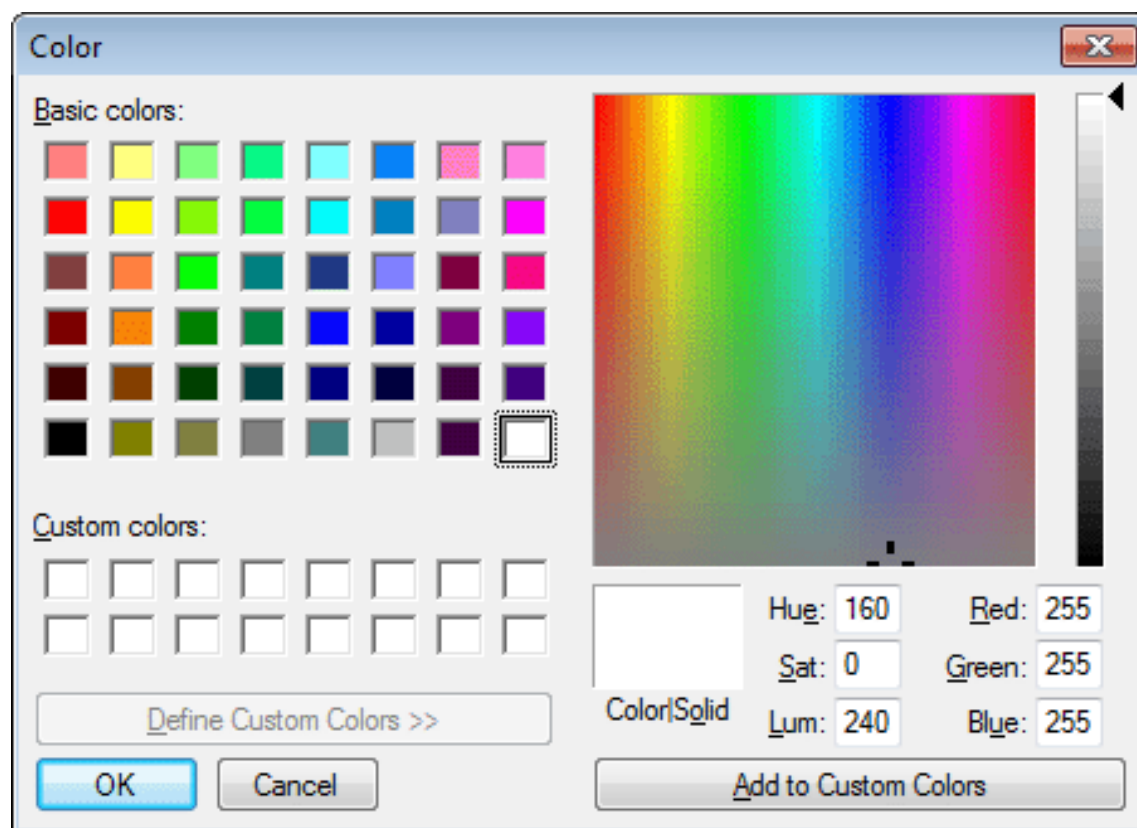 Color
Basic colors:
Custom colors:
Define Custom Colors >>
OK
Cancel
Color|Solid
Hue: 160
Sat: 0
Lum: 240
Red: 255
Green: 255
Blue: 255
Add to Custom Colors